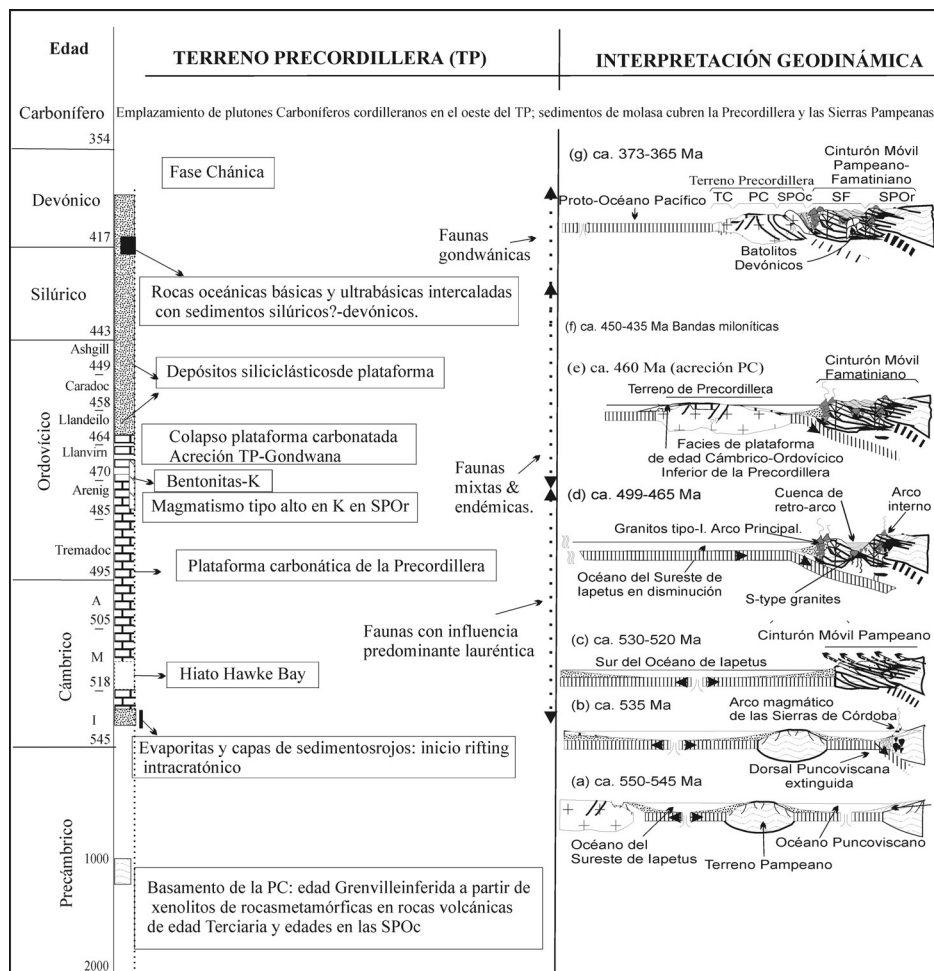 Edad
TERRENO PRECORDILLERA (TP)
INTERPRETACIÓN GEODINÁMICA
Carbonífero
Emplazamiento de plutones Carboníferos cordilleranos en el oeste del TP; sedimentos de molasa cubren la Precordillera y las Sierras Pampeanas
354
Fase Chánica
Devónico
417
Rocas oceánicas básicas y ultrabásicas intercaladas
con sedimentos silúricos?-devónicos.
Silúrico
443
Ordovícico
Ashgill
449
Caradoc
458
Llandeilo
464
Llanvirn
470
Arenig
485
Tremadoc
495
Depósitos siliciclásticosde plataforma
Colapso plataforma carbonatada
Acreción TP-Gondwana
Bentonitas-K
Magmatismo tipo alto en K en SPOr
Plataforma carbonática de la Precordillera
Cámbrico
A
505
M
518
I
545
Hiato Hawke Bay
Evaporitas y capas de sedimentosrojos: inicio rifting
intracratónico
Precámbrico
1000
2000
Basamento de la PC: edad Grenvilleinferida a partir de
xenolitos de rocasmetamórficas en rocas volcánicas
de edad Terciaria y edades en las SPOc
Faunas
gondwánicas
Faunas
mixtas &
endémicas.
Faunas con influencia
predominante lauréntica
(g) ca. 373-365 Ma
Cinturón Móvil
Pampeano-
Famatiniano
Terreno Precordillera
TC
PC
SPOc
SF
SPOr
Proto-Océano Pacífico
Batolitos
Devónicos
(f) ca. 450-435 Ma Bandas miloníticas
(e) ca. 460 Ma (acreción PC)
Cinturón Móvil
Famatiniano
Terreno de Precordillera
Facies de plataforma
de edad Cámbrico-Ordovícico
Inferior de la Precordillera
(d) ca. 499-465 Ma
Cuenca de
retro-arco
Arco
interno
Granitos tipo-I. Arco Principal.
Océano del Sureste de
Iapetus en disminución
S-type granites
(c) ca. 530-520 Ma
Cinturón Móvil Pampeano
Sur del Océano de Iapetus
(b) ca. 535 Ma
Arco magmático
de las Sierras de Córdoba
Dorsal Puncoviscana
extinguida
(a) ca. 550-545 Ma
Océano del
Sureste de Iapetus
Terreno Pampeano
Océano Puncoviscano